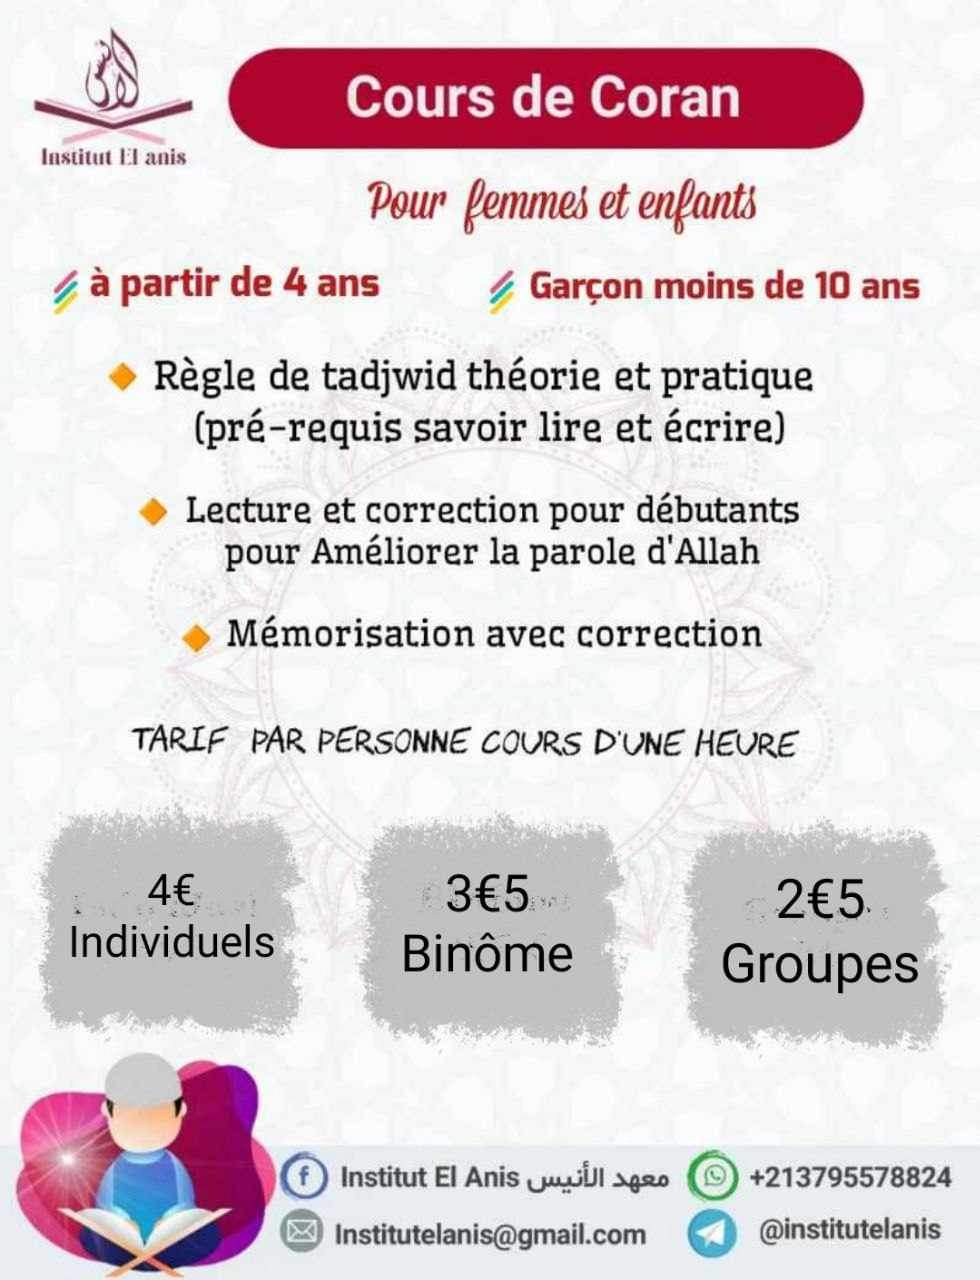 Institut El anis
Cours de Coran
Pour femmes et enfants
à partir de 4 ans
Garçon moins de 10 ans
Règle de tadjwid théorie et pratique
(pré-requis savoir lire et écrire)
Lecture et correction pour débutants
pour Améliorer la parole d'Allah
Mémorisation avec correction
TARIF PAR PERSONNE COURS D'UNE HEURE
4€
Individuels
3€5
Binôme
2€5
Groupes
Institut El Anis معهد الأنيس
+213795578824
Institutelanis@gmail.com
@institutelanis